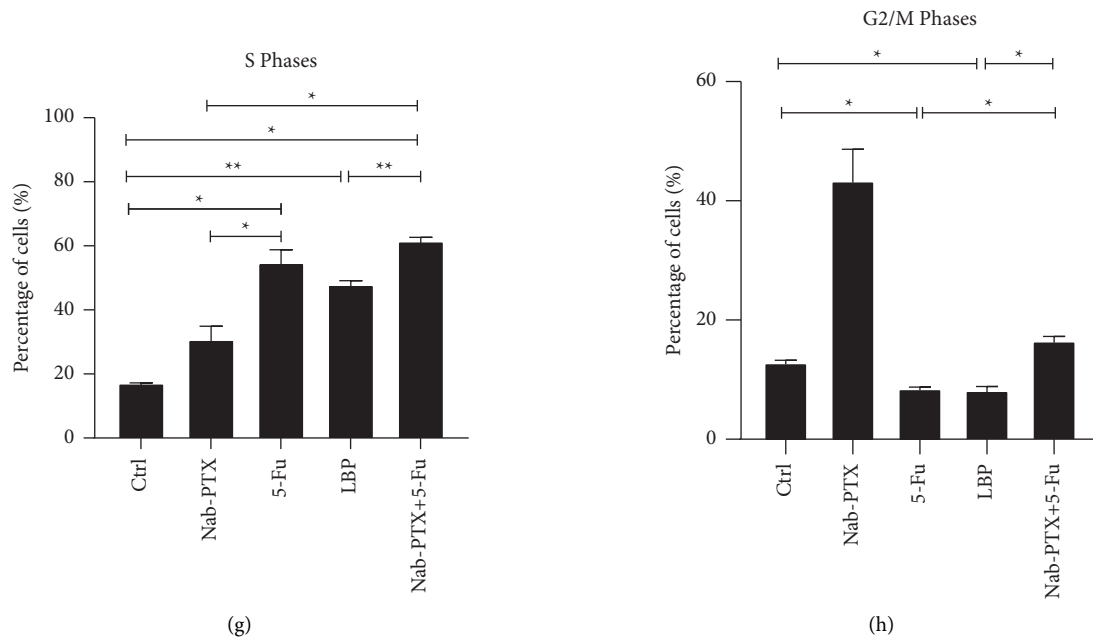 S Phases
*
*
**
**
*
*
100
80
60
40
20
0
Percentage of cells (%)
Ctrl
Nab-PTX
5-Fu
LBP
Nab-PTX+5-Fu
(g)
G2/M Phases
*
*
*
*
60
40
20
0
Percentage of cells (%)
Ctrl
Nab-PTX
5-Fu
LBP
Nab-PTX+5-Fu
(h)